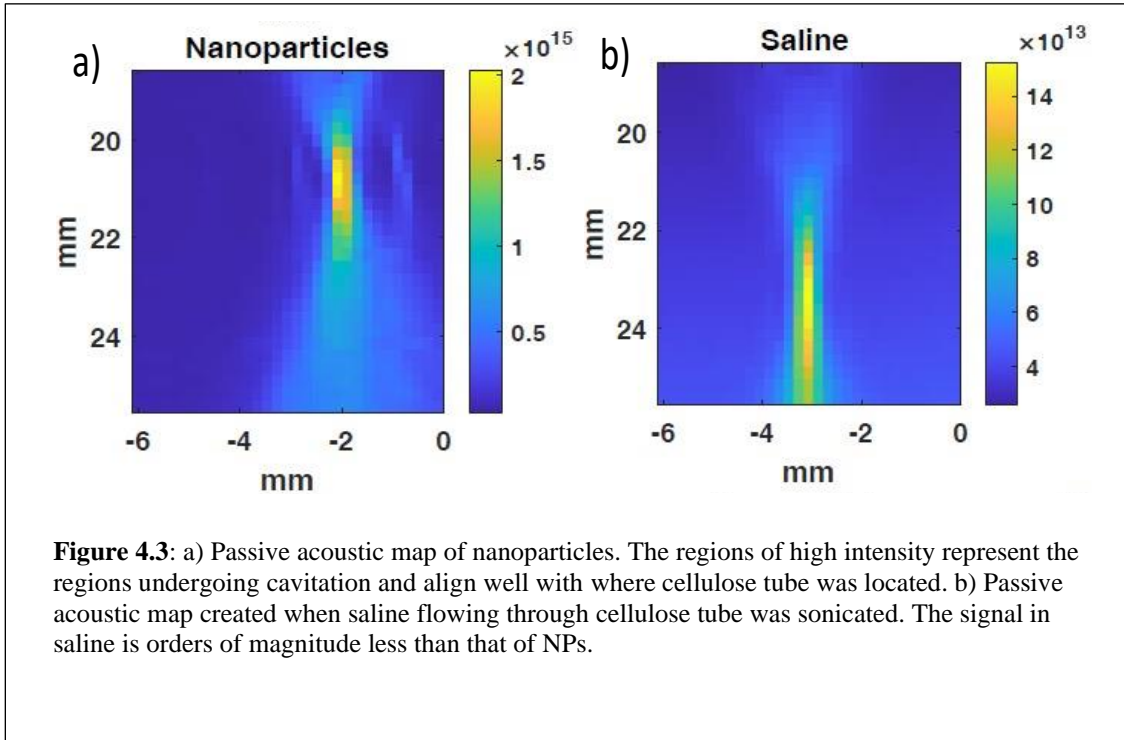 a)
Nanoparticles
×10¹⁵
2
1.5
1
0.5
20
22
24
mm
-6 -4 -2 0
mm
b)
Saline
×10¹³
14
12
10
8
6
4
20
22
24
mm
-6 -4 -2 0
mm
Figure 4.3: a) Passive acoustic map of nanoparticles. The regions of high intensity represent the
regions undergoing cavitation and align well with where cellulose tube was located. b) Passive
acoustic map created when saline flowing through cellulose tube was sonicated. The signal in
saline is orders of magnitude less than that of NPs.